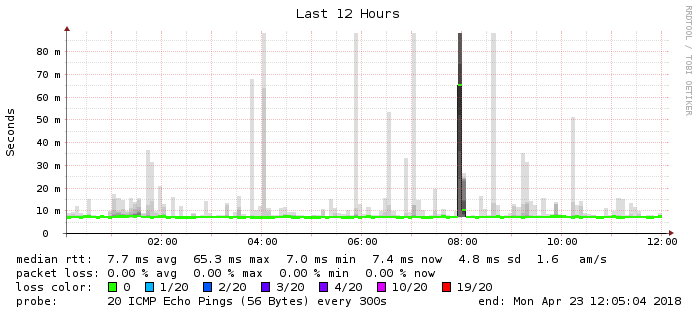 Last 12 Hours
RRDTOOL / TOBI OETIKER
Seconds
80 m
70 m
60 m
50 m
40 m
30 m
20 m
10 m
0
02:00 04:00 06:00 08:00 10:00 12:00
median rtt: 7.7 ms avg 65.3 ms max 7.0 ms min 7.4 ms now 4.8 ms sd 1.6 am/s
packet loss: 0.00 % avg 0.00 % max 0.00 % min 0.00 % now
loss color: 0 1/20 2/20 3/20 4/20 10/20 19/20
probe: 20 ICMP Echo Pings (56 Bytes) every 300s end: Mon Apr 23 12:05:04 2018